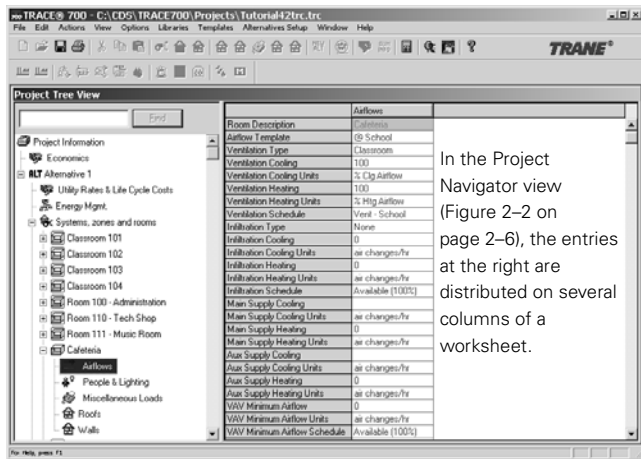 TRACE® 700 - C:\CDS\TRACE700\Projects\Tutorial42trc.trc
File Edit Actions View Options Libraries Templates Alternatives Setup Window Help
TRANE®
Project Tree View
Find
Project Information
Economics
ALT Alternative 1
Utility Rates & Life Cycle Costs
Energy Mgmt.
Systems, zones and rooms
Classroom 101
Classroom 102
Classroom 103
Classroom 104
Room 100 - Administration
Room 110 - Tech Shop
Room 111 - Music Room
Cafeteria
Airflows
People & Lighting
Miscellaneous Loads
Roofs
Walls
Airflows
Room Description Cafeteria
Airflow Template @ School
Ventilation Type Classroom
Ventilation Cooling 100
Ventilation Cooling Units % Clg Airflow
Ventilation Heating 100
Ventilation Heating Units % Htg Airflow
Ventilation Schedule Vent - School
Infiltration Type None
Infiltration Cooling 0
Infiltration Cooling Units air changes/hr
Infiltration Heating 0
Infiltration Heating Units air changes/hr
Infiltration Schedule Available (100%)
Main Supply Cooling
Main Supply Cooling Units air changes/hr
Main Supply Heating 0
Main Supply Heating Units air changes/hr
Aux Supply Cooling
Aux Supply Cooling Units air changes/hr
Aux Supply Heating 0
Aux Supply Heating Units air changes/hr
VAV Minimum Airflow 0
VAV Minimum Airflow Units air changes/hr
VAV Minimum Airflow Schedule Available (100%)
In the Project
Navigator view
(Figure 2–2 on
page 2–6), the entries
at the right are
distributed on several
columns of a
worksheet.
For Help, press F1